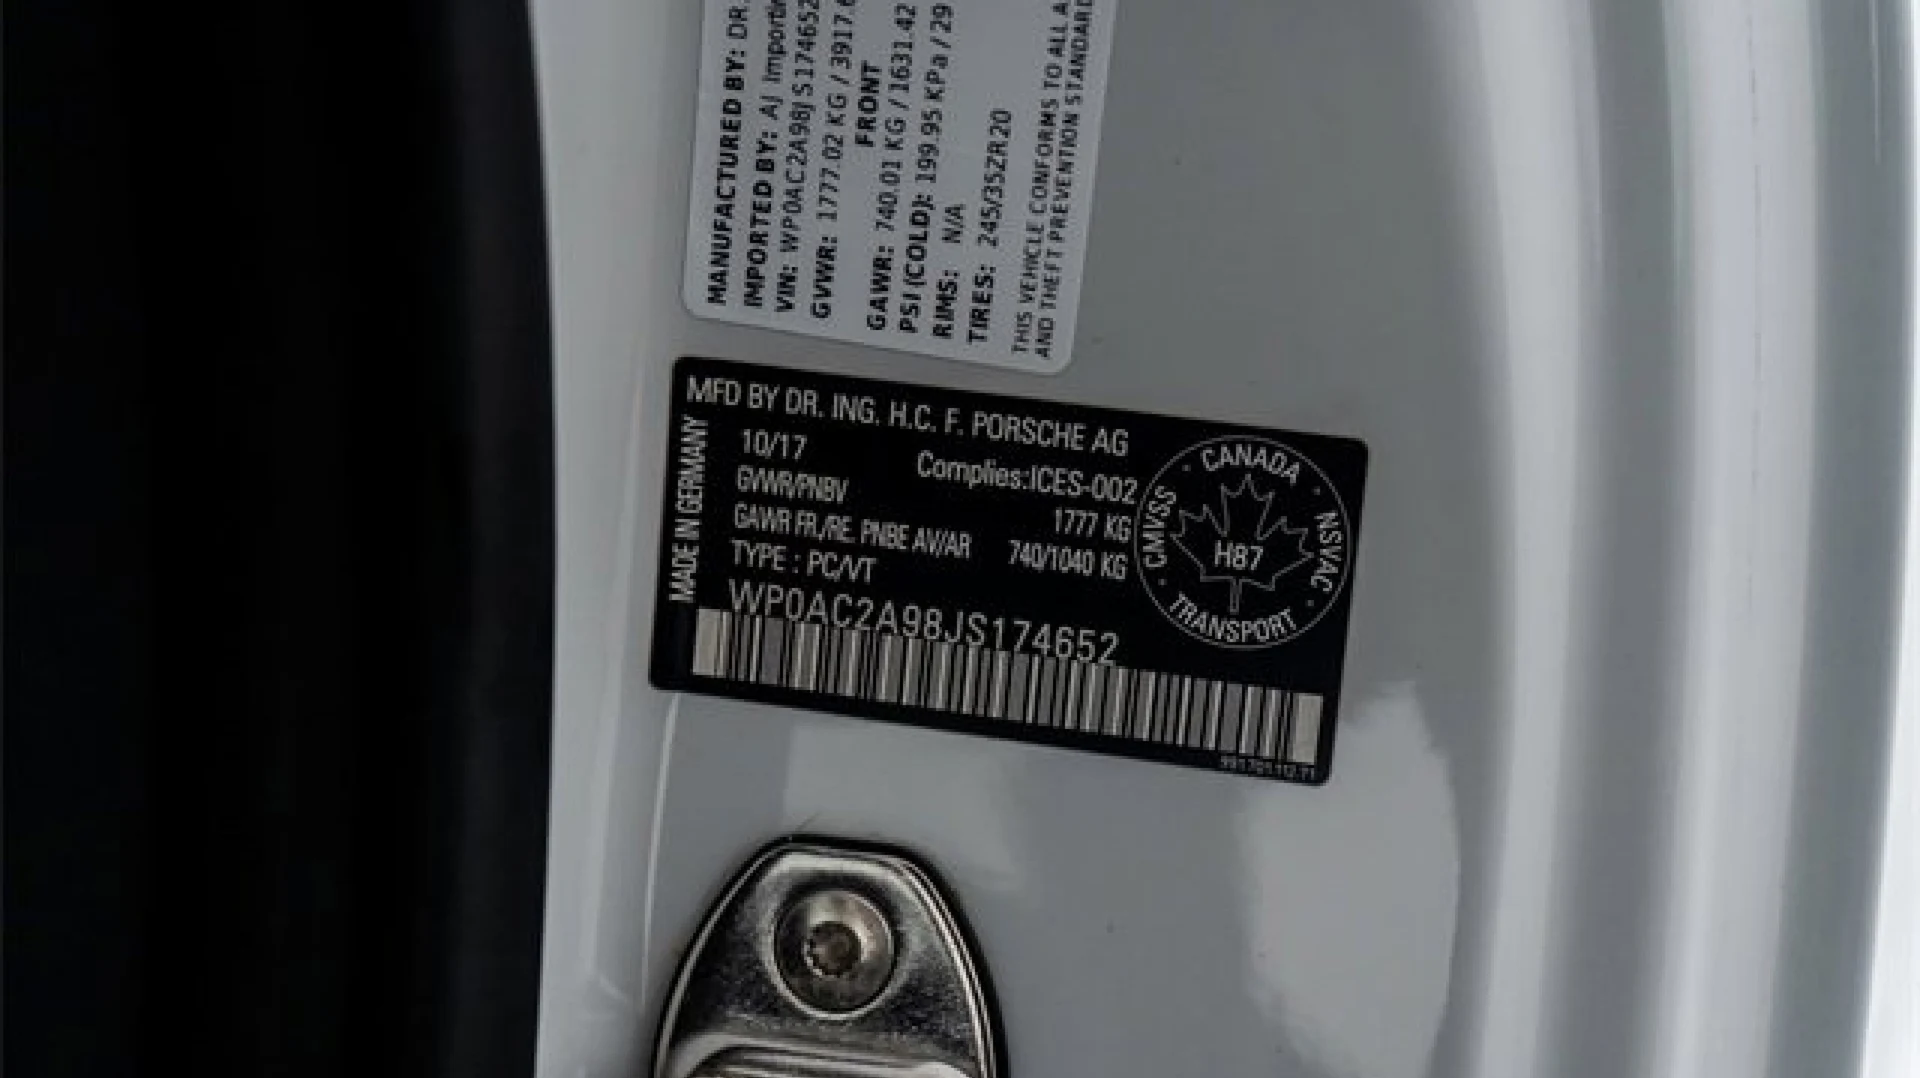 MANUFACTURED BY: DR.
IMPORTED BY: AJ Importin
VIN: WP0AC2A98JS174652
GVWR: 1777.02 KG / 3917.6
FRONT
GAWR: 740.01 KG / 1631.42
PSI (COLD): 199.95 KPa / 29
RIMS: N/A
TIRES: 245/35ZR20
THIS VEHICLE CONFORMS TO ALL A
AND THEFT PREVENTION STANDARD
MFD BY DR. ING. H.C. F. PORSCHE AG
MADE IN GERMANY
10/17
Complies:ICES-002
GVWR/PNBV 1777 KG
GAWR FR./RE. PNBE AV/AR 740/1040 KG
TYPE : PC/VT
WP0AC2A98JS174652
CANADA
CMVSS
NSVAC
H87
TRANSPORT